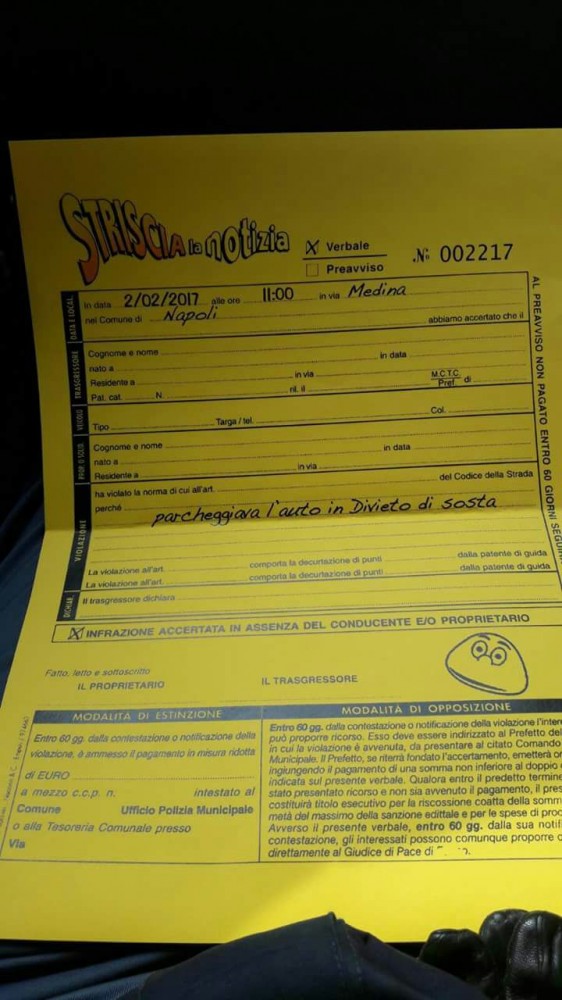 STRISCIA la notizia
X Verbale
Preavviso
.N° 002217
In data 2/02/2017 alle ore 11:00 in via Medina
nel Comune di Napoli abbiamo accertato che il
Cognome e nome in data
nato a in via M.C.T.C.
Residente a ril. il Pref. di
Pat. cat. N.
Tipo Targa / tel. Col.
Cognome e nome in data
nato a in via
Residente a
ha violato la norma di cui all'art. del Codice della Strada
perché parcheggiava l'auto in Divieto di sosta
La violazione all'art. comporta la decurtazione di punti dalla patente di guida
La violazione all'art. comporta la decurtazione di punti dalla patente di guida
Il trasgressore dichiara
X INFRAZIONE ACCERTATA IN ASSENZA DEL CONDUCENTE E/O PROPRIETARIO
DATA E LOCAL.
TRASGRESSORE
VEICOLO
VIOLAZIONE
DICHIAR.
AL PREAVVISO NON PAGATO ENTRO 60 GIORNI
Fatto, letto e sottoscritto
IL PROPRIETARIO IL TRASGRESSORE
MODALITÀ DI ESTINZIONE
Entro 60 gg. dalla contestazione o notificazione della
violazione, è ammesso il pagamento in misura ridotta
di EURO
a mezzo c.c.p. n. intestato al
Comune Ufficio Polizia Municipale
o alla Tesoreria Comunale presso
Via
MODALITÀ DI OPPOSIZIONE
Entro 60 gg. dalla contestazione o notificazione della violazione l'inter
può proporre ricorso. Esso deve essere indirizzato al Prefetto del
in cui la violazione è avvenuta, da presentare al citato Comando
Municipale. Il Prefetto, se riterrà fondato l'accertamento, emetterà or
ingiungendo il pagamento di una somma non inferiore al doppio
indicata sul presente verbale. Qualora entro il predetto termine
stato presentato ricorso e non sia avvenuto il pagamento, il pres
costituirà titolo esecutivo per la riscossione coatta della somm
metà del massimo della sanzione edittale e per le spese di proc
Avverso il presente verbale, entro 60 gg. dalla sua notif
contestazione, gli interessati possono comunque proporre
direttamente al Giudice di Pace di